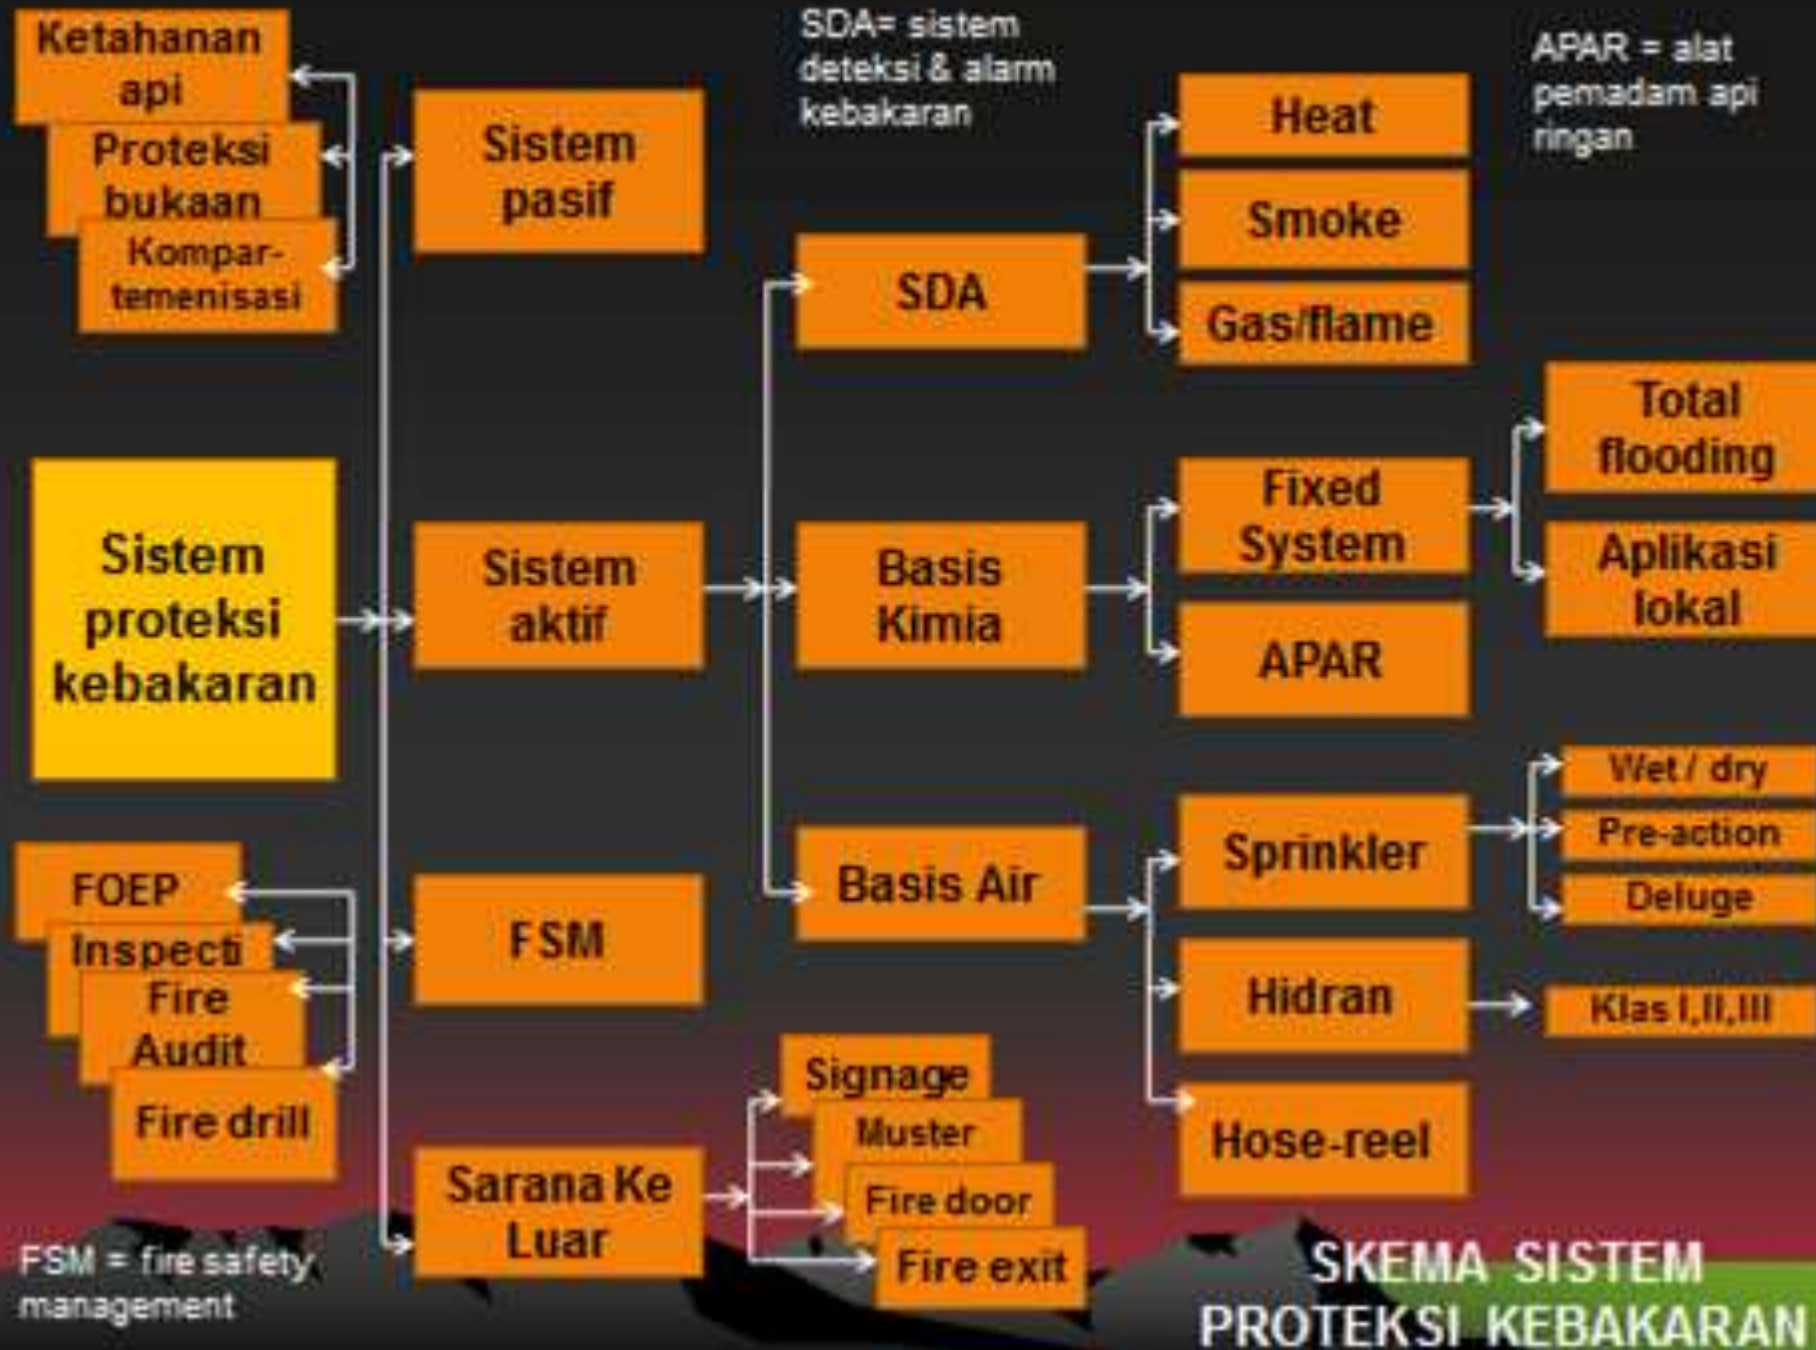 Ketahanan
api
Proteksi
bukaan
Kompar-
temenisasi
Sistem
pasif
SDA= sistem
deteksi & alarm
kebakaran
APAR = alat
pemadam api
ringan
Heat
Smoke
Gas/flame
SDA
Sistem
proteksi
kebakaran
Sistem
aktif
Basis
Kimia
Fixed
System
APAR
Total
flooding
Aplikasi
lokal
Basis Air
Sprinkler
Hidran
Hose-reel
Wet / dry
Pre-action
Deluge
Klas I,II,III
FOEP
Inspecti
Fire
Audit
Fire drill
FSM
Sarana Ke
Luar
Signage
Muster
Fire door
Fire exit
FSM = fire safety
management
SKEMA SISTEM
PROTEKSI KEBAKARAN